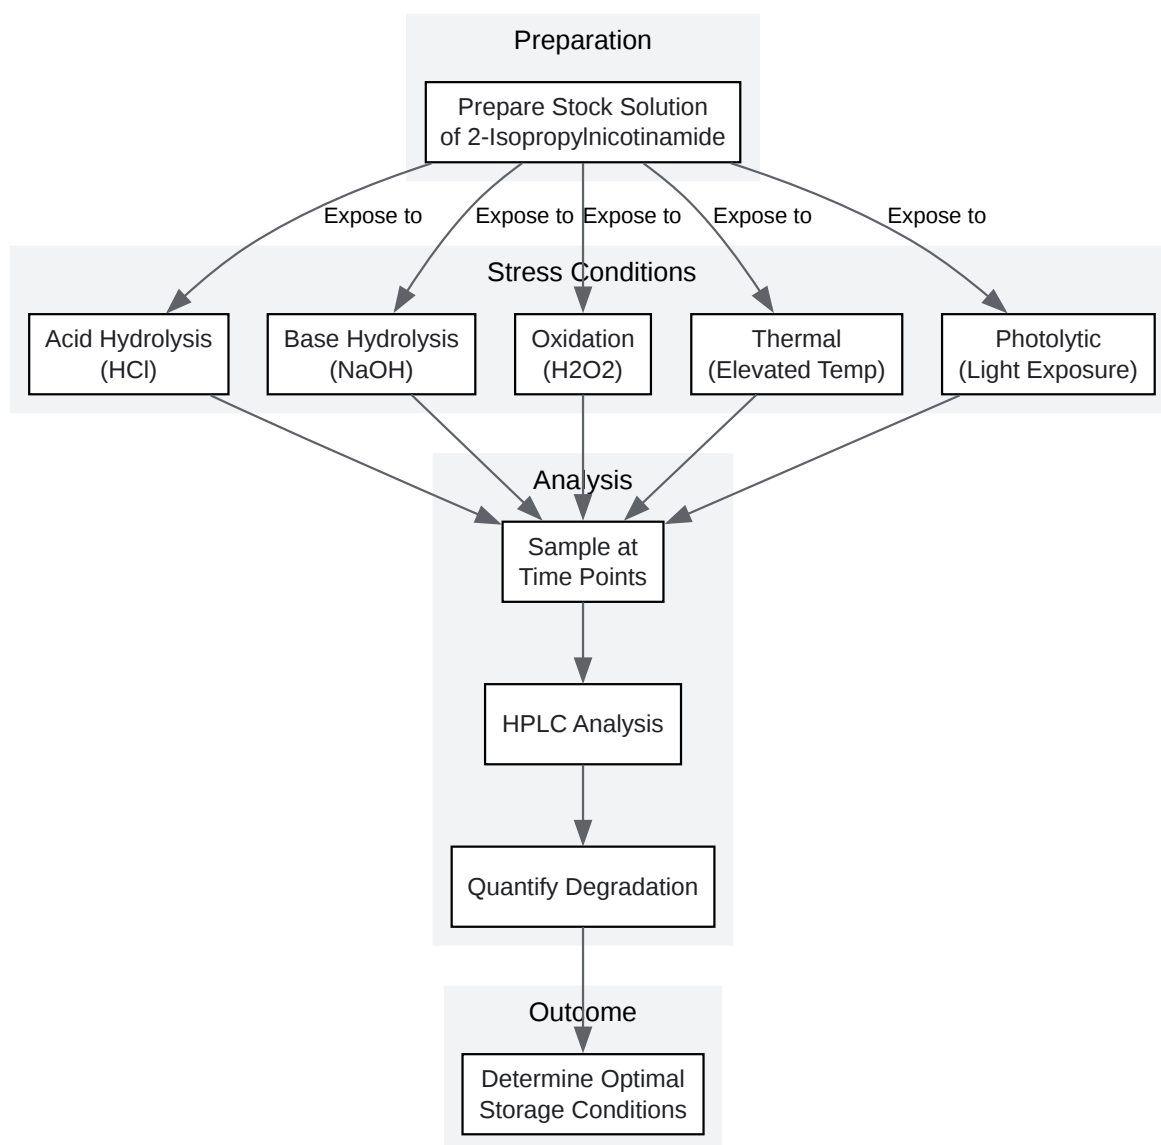 Preparation
Prepare Stock Solution
of 2-Isopropylnicotinamide
Expose to
Expose to
Expose to
Expose to
Expose to
Stress Conditions
Acid Hydrolysis
(HCl)
Base Hydrolysis
(NaOH)
Oxidation
(H2O2)
Thermal
(Elevated Temp)
Photolytic
(Light Exposure)
Analysis
Sample at
Time Points
HPLC Analysis
Quantify Degradation
Outcome
Determine Optimal
Storage Conditions